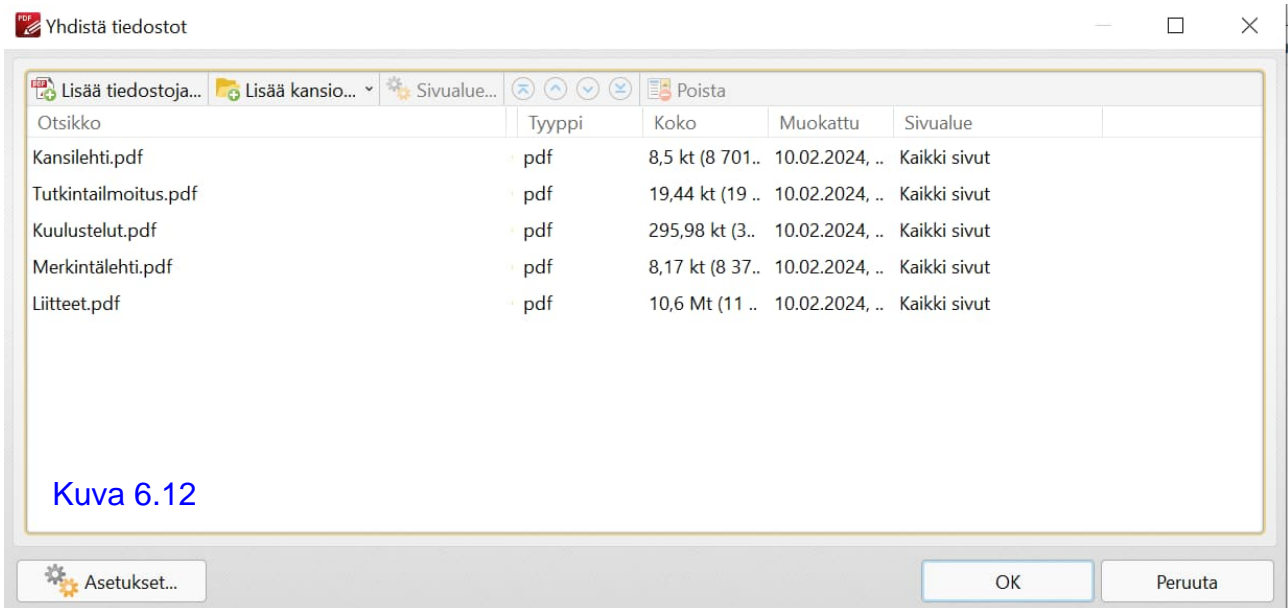 PDF Yhdistä tiedostot
PDF Lisää tiedostoja... Lisää kansio... Sivualue... Poista
Otsikko Tyyppi Koko Muokattu Sivualue
Kansilehti.pdf pdf 8,5 kt (8 701.. 10.02.2024, .. Kaikki sivut
Tutkintailmoitus.pdf pdf 19,44 kt (19 .. 10.02.2024, .. Kaikki sivut
Kuulustelut.pdf pdf 295,98 kt (3.. 10.02.2024, .. Kaikki sivut
Merkintälehti.pdf pdf 8,17 kt (8 37.. 10.02.2024, .. Kaikki sivut
Liitteet.pdf pdf 10,6 Mt (11 .. 10.02.2024, .. Kaikki sivut
Kuva 6.12
Asetukset... OK Peruuta